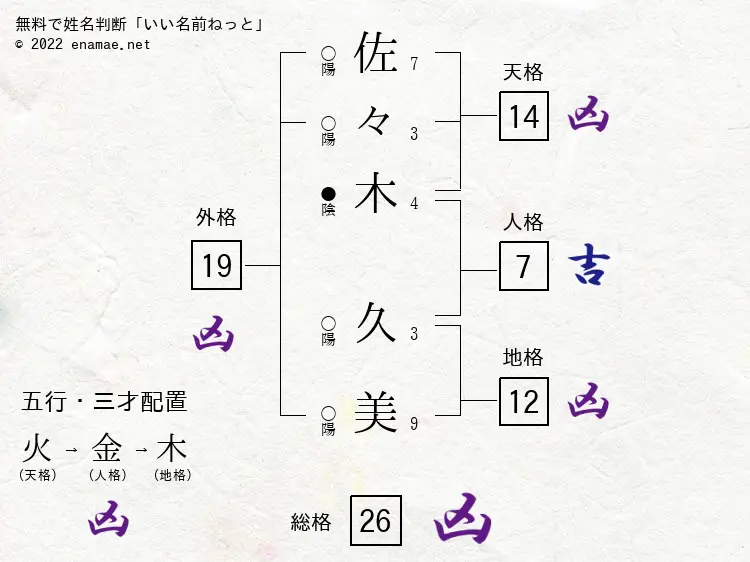 無料で姓名判断「いい名前ねっと」
© 2022 enamae.net
○陽 佐 7
○陽 々 3
●陰 木 4
○陽 久 3
○陽 美 9
天格
14 凶
人格
7 吉
地格
12 凶
外格
19
凶
五行・三才配置
火→金→木
(天格) (人格) (地格)
凶
総格 26 凶